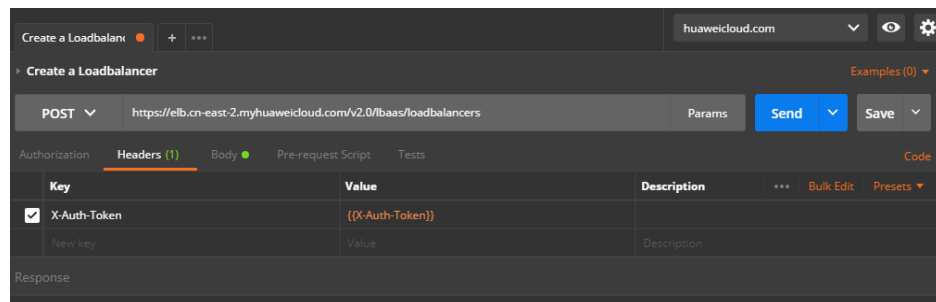 Create a Loadbalanc + ••• huaweicloud.com
Create a Loadbalancer Examples (0)
POST https://elb.cn-east-2.myhuaweicloud.com/v2.0/lbaas/loadbalancers Params Send Save
Authorization Headers (1) Body Pre-request Script Tests Code
Key Value Description ••• Bulk Edit Presets
X-Auth-Token {{X-Auth-Token}}
New key Value Description
Response